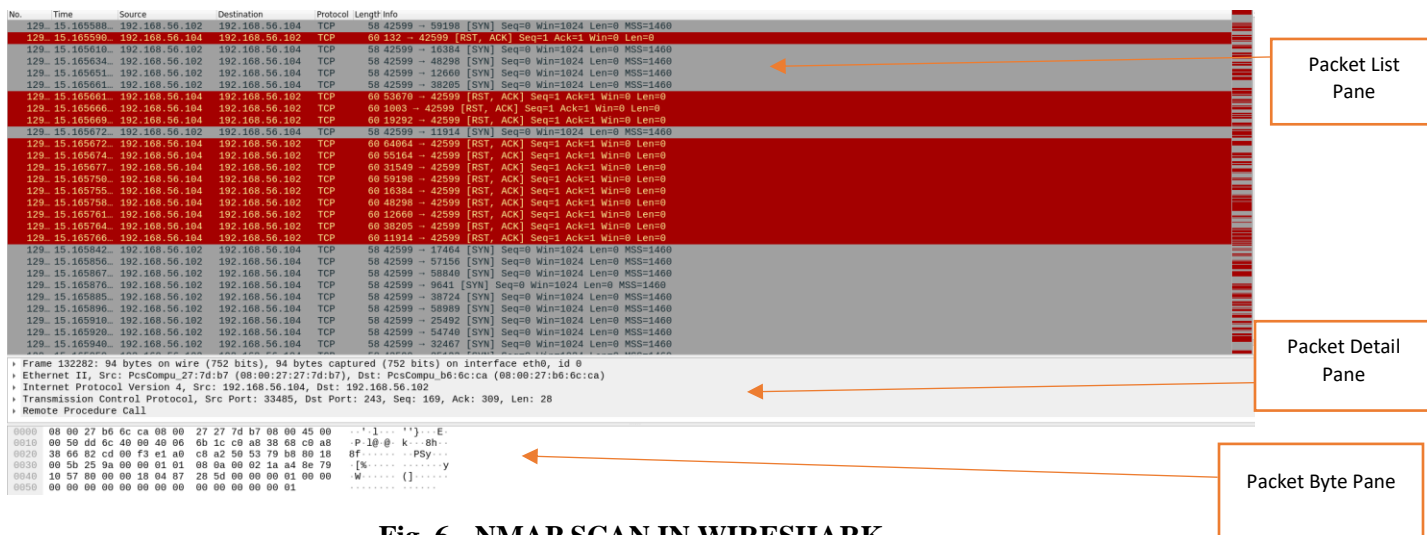 No. Time Source Destination Protocol Length Info
129… 15.165588… 192.168.56.102 192.168.56.104 TCP 58 42599 → 59198 [SYN] Seq=0 Win=1024 Len=0 MSS=1460
129… 15.165590… 192.168.56.104 192.168.56.102 TCP 60 132 → 42599 [RST, ACK] Seq=1 Ack=1 Win=0 Len=0
129… 15.165610… 192.168.56.102 192.168.56.104 TCP 58 42599 → 16384 [SYN] Seq=0 Win=1024 Len=0 MSS=1460
129… 15.165634… 192.168.56.102 192.168.56.104 TCP 58 42599 → 48298 [SYN] Seq=0 Win=1024 Len=0 MSS=1460
129… 15.165651… 192.168.56.102 192.168.56.104 TCP 58 42599 → 12660 [SYN] Seq=0 Win=1024 Len=0 MSS=1460
129… 15.165661… 192.168.56.102 192.168.56.104 TCP 58 42599 → 38205 [SYN] Seq=0 Win=1024 Len=0 MSS=1460
129… 15.165661… 192.168.56.104 192.168.56.102 TCP 60 53670 → 42599 [RST, ACK] Seq=1 Ack=1 Win=0 Len=0
129… 15.165666… 192.168.56.104 192.168.56.102 TCP 60 1003 → 42599 [RST, ACK] Seq=1 Ack=1 Win=0 Len=0
129… 15.165669… 192.168.56.104 192.168.56.102 TCP 60 19292 → 42599 [RST, ACK] Seq=1 Ack=1 Win=0 Len=0
129… 15.165672… 192.168.56.102 192.168.56.104 TCP 58 42599 → 11914 [SYN] Seq=0 Win=1024 Len=0 MSS=1460
129… 15.165672… 192.168.56.104 192.168.56.102 TCP 60 64064 → 42599 [RST, ACK] Seq=1 Ack=1 Win=0 Len=0
129… 15.165674… 192.168.56.104 192.168.56.102 TCP 60 55164 → 42599 [RST, ACK] Seq=1 Ack=1 Win=0 Len=0
129… 15.165677… 192.168.56.104 192.168.56.102 TCP 60 31549 → 42599 [RST, ACK] Seq=1 Ack=1 Win=0 Len=0
129… 15.165750… 192.168.56.104 192.168.56.102 TCP 60 59198 → 42599 [RST, ACK] Seq=1 Ack=1 Win=0 Len=0
129… 15.165755… 192.168.56.104 192.168.56.102 TCP 60 16384 → 42599 [RST, ACK] Seq=1 Ack=1 Win=0 Len=0
129… 15.165758… 192.168.56.104 192.168.56.102 TCP 60 48298 → 42599 [RST, ACK] Seq=1 Ack=1 Win=0 Len=0
129… 15.165761… 192.168.56.104 192.168.56.102 TCP 60 12660 → 42599 [RST, ACK] Seq=1 Ack=1 Win=0 Len=0
129… 15.165764… 192.168.56.104 192.168.56.102 TCP 60 38205 → 42599 [RST, ACK] Seq=1 Ack=1 Win=0 Len=0
129… 15.165766… 192.168.56.104 192.168.56.102 TCP 60 11914 → 42599 [RST, ACK] Seq=1 Ack=1 Win=0 Len=0
129… 15.165842… 192.168.56.102 192.168.56.104 TCP 58 42599 → 17464 [SYN] Seq=0 Win=1024 Len=0 MSS=1460
129… 15.165856… 192.168.56.102 192.168.56.104 TCP 58 42599 → 57156 [SYN] Seq=0 Win=1024 Len=0 MSS=1460
129… 15.165867… 192.168.56.102 192.168.56.104 TCP 58 42599 → 58840 [SYN] Seq=0 Win=1024 Len=0 MSS=1460
129… 15.165876… 192.168.56.102 192.168.56.104 TCP 58 42599 → 9641 [SYN] Seq=0 Win=1024 Len=0 MSS=1460
129… 15.165885… 192.168.56.102 192.168.56.104 TCP 58 42599 → 38724 [SYN] Seq=0 Win=1024 Len=0 MSS=1460
129… 15.165896… 192.168.56.102 192.168.56.104 TCP 58 42599 → 58989 [SYN] Seq=0 Win=1024 Len=0 MSS=1460
129… 15.165910… 192.168.56.102 192.168.56.104 TCP 58 42599 → 25492 [SYN] Seq=0 Win=1024 Len=0 MSS=1460
129… 15.165920… 192.168.56.102 192.168.56.104 TCP 58 42599 → 54740 [SYN] Seq=0 Win=1024 Len=0 MSS=1460
129… 15.165940… 192.168.56.102 192.168.56.104 TCP 58 42599 → 32467 [SYN] Seq=0 Win=1024 Len=0 MSS=1460
Packet List
Pane
Frame 132282: 94 bytes on wire (752 bits), 94 bytes captured (752 bits) on interface eth0, id 0
Ethernet II, Src: PcsCompu_27:7d:b7 (08:00:27:27:7d:b7), Dst: PcsCompu_b6:6c:ca (08:00:27:b6:6c:ca)
Internet Protocol Version 4, Src: 192.168.56.104, Dst: 192.168.56.102
Transmission Control Protocol, Src Port: 33485, Dst Port: 243, Seq: 169, Ack: 309, Len: 28
Remote Procedure Call
Packet Detail
Pane
0000 08 00 27 b6 6c ca 08 00 27 27 7d b7 08 00 45 00 ··'·l··· ''}···E·
0010 00 50 dd 6c 40 00 40 06 6b 1c c0 a8 38 68 c0 a8 ·P·l@·@· k···8h··
0020 38 66 82 cd 00 f3 e1 a0 c8 a2 50 53 79 b8 80 18 8f······ ··PSy···
0030 00 5b 25 9a 00 00 01 01 08 0a 00 02 1a a4 8e 79 ·[%····· ·······y
0040 10 57 80 00 00 18 04 87 28 5d 00 00 00 01 00 00 ·W······ (]······
0050 00 00 00 00 00 00 00 00 00 00 00 00 00 01 ········ ······
Packet Byte Pane
Fig. 6 NMAP SCAN IN WIRESHARK